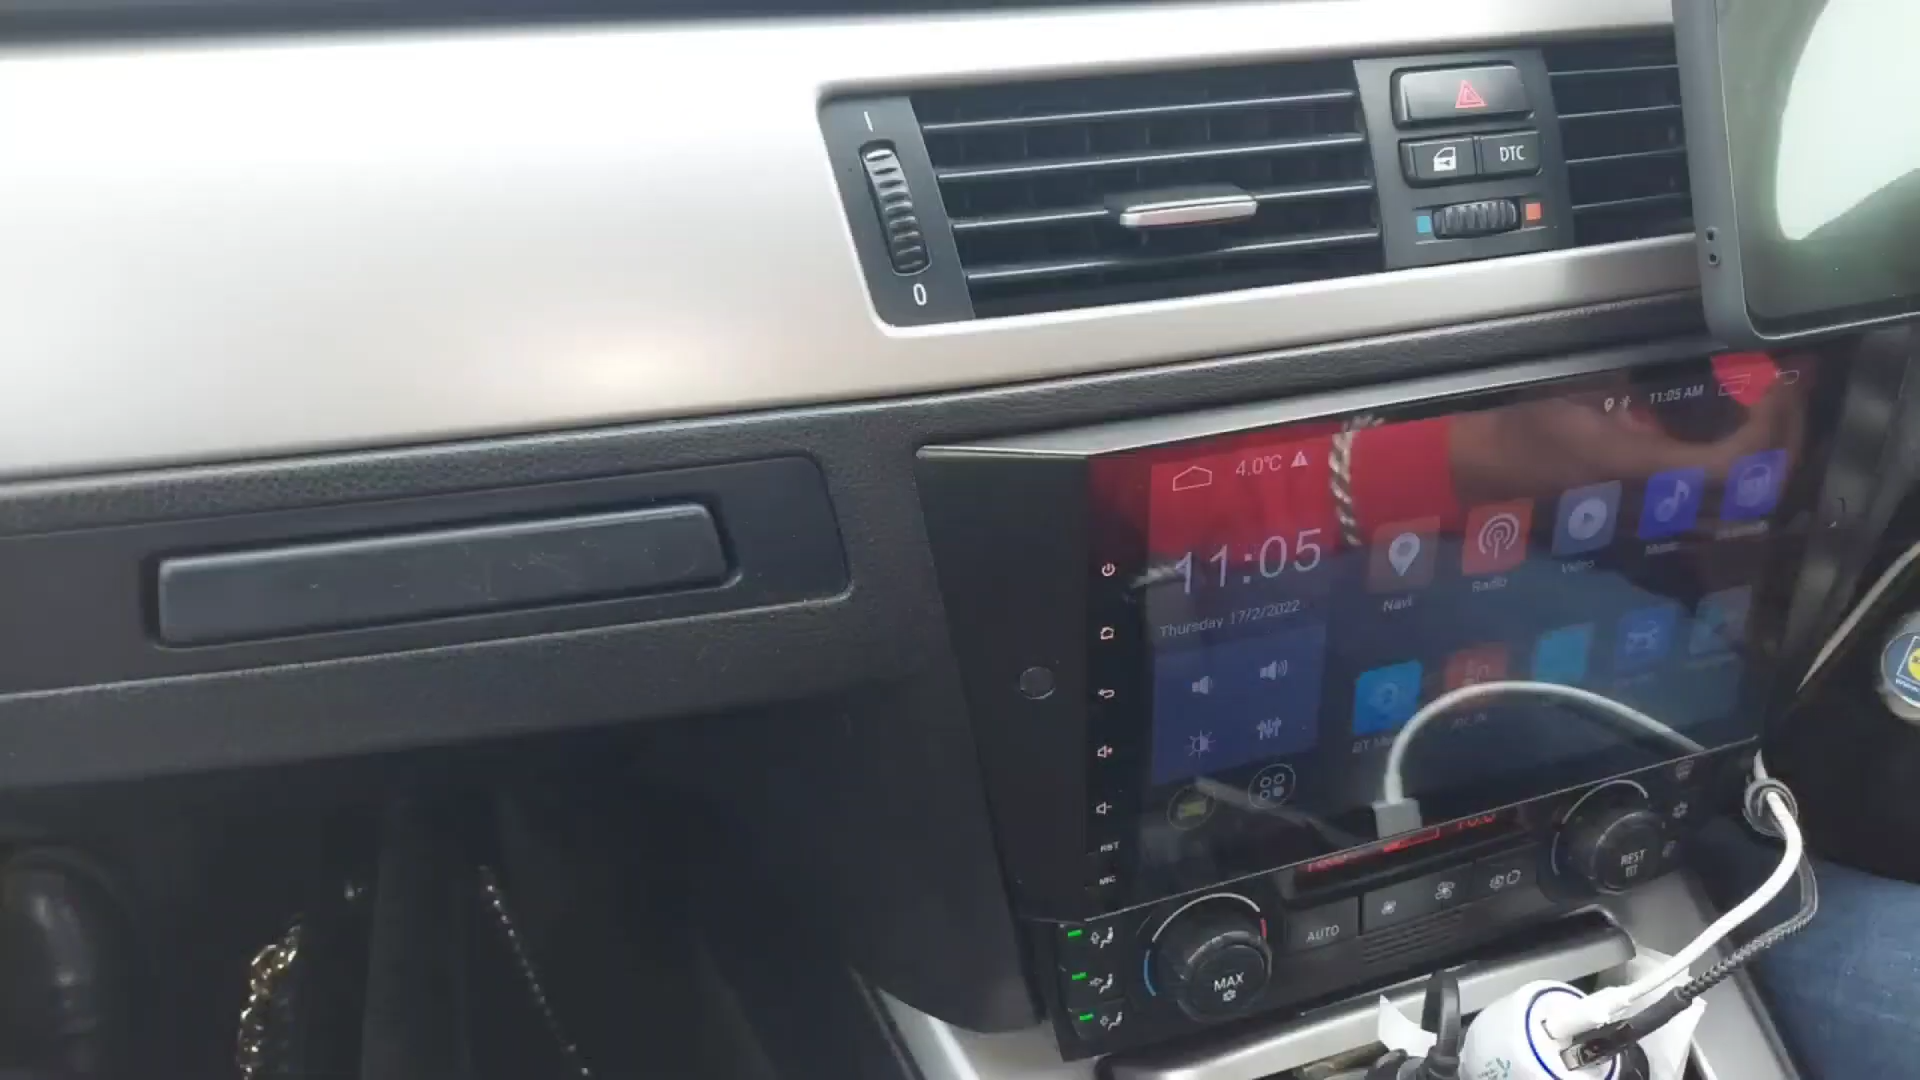 I
0
DTC
11:05 AM
4.0°C
11:05
Thursday 17/2/2022
Navi
Radio
Video
Music
RST
MIC
AUTO
MAX
REST